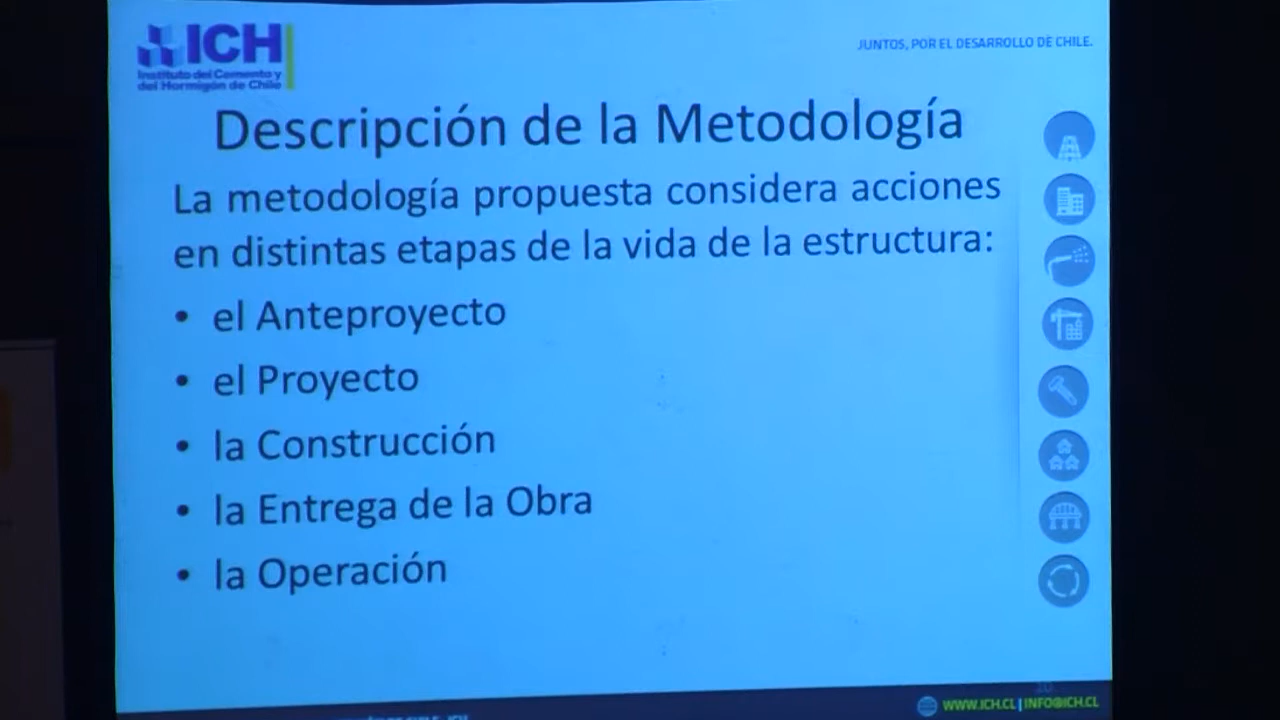 ICH
Instituto del Cemento y
del Hormigón de Chile
JUNTOS, POR EL DESARROLLO DE CHILE.
Descripción de la Metodología
La metodología propuesta considera acciones
en distintas etapas de la vida de la estructura:
• el Anteproyecto
• el Proyecto
• la Construcción
• la Entrega de la Obra
• la Operación
20
WWW.ICH.CL | INFO@ICH.CL